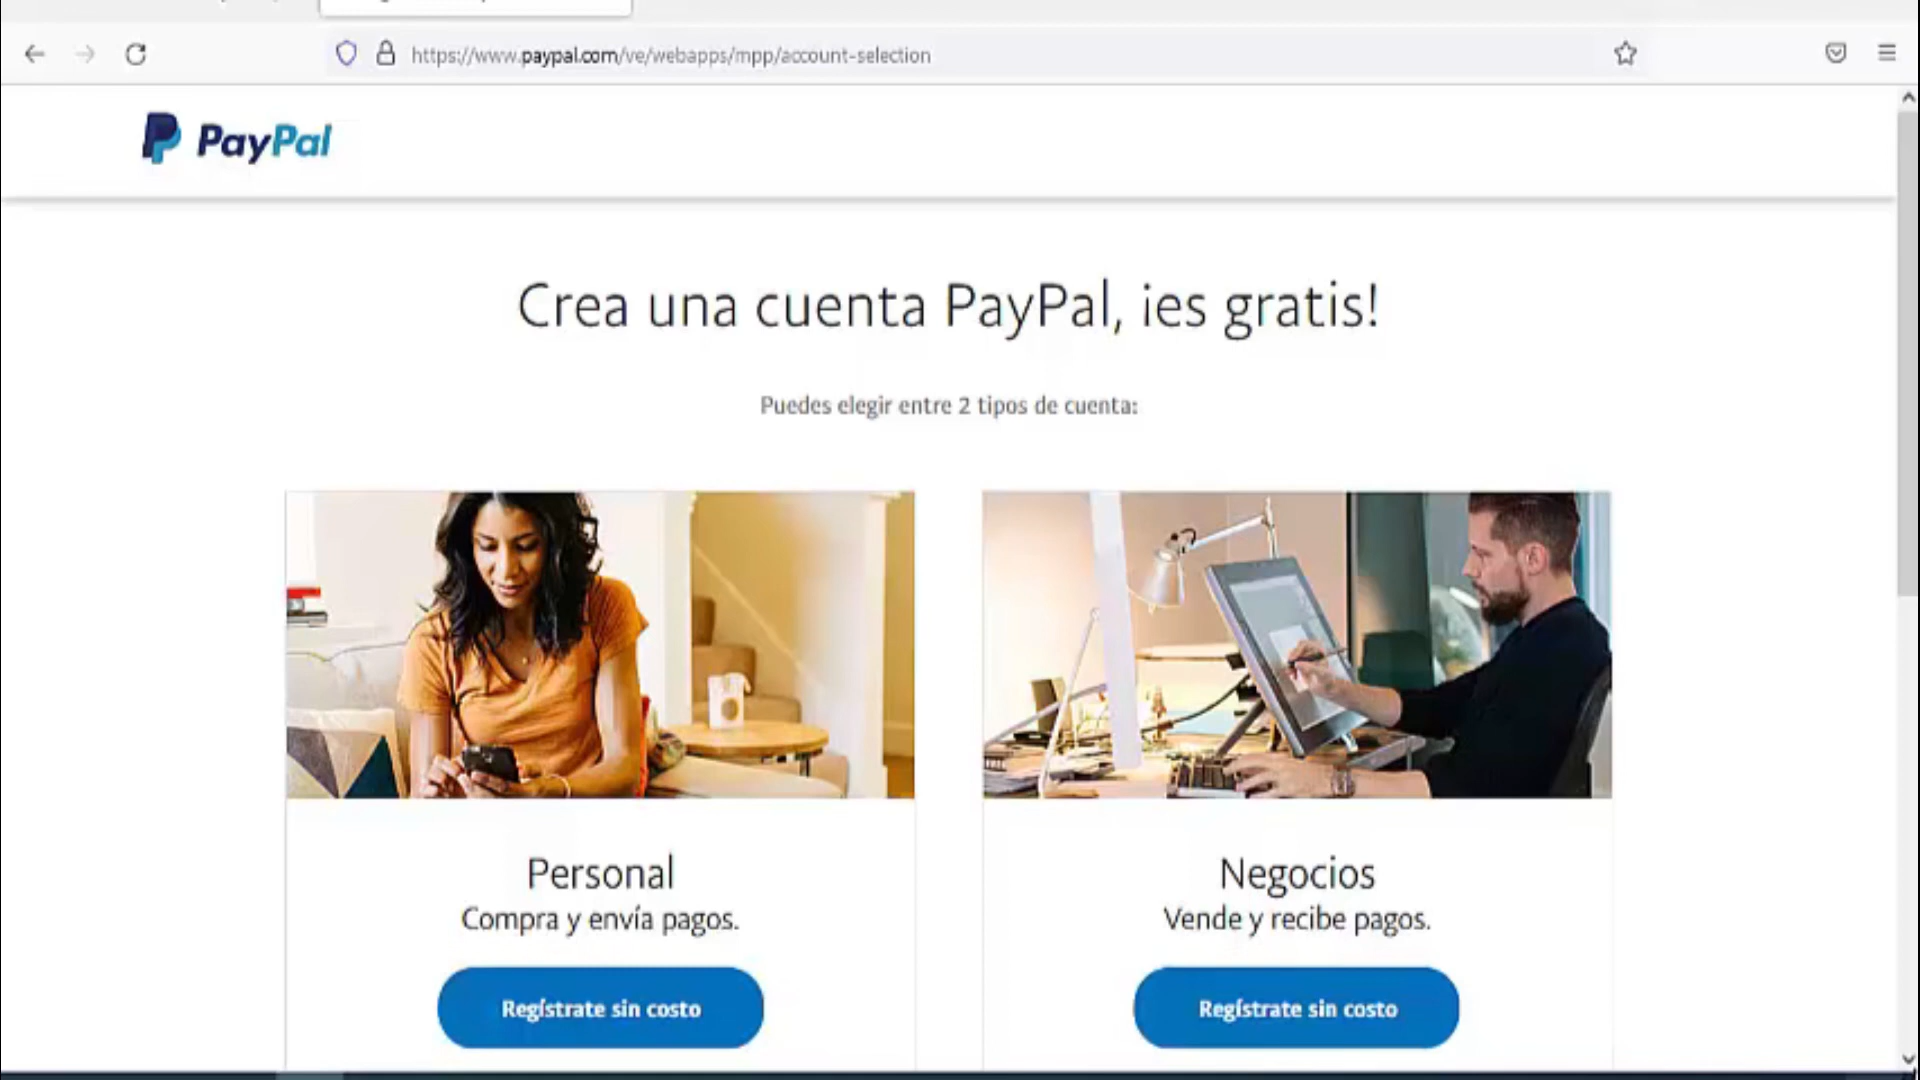 https://www.paypal.com/ve/webapps/mpp/account-selection
PayPal
Crea una cuenta PayPal, ¡es gratis!
Puedes elegir entre 2 tipos de cuenta:
Personal
Compra y envía pagos.
Regístrate sin costo
Negocios
Vende y recibe pagos.
Regístrate sin costo